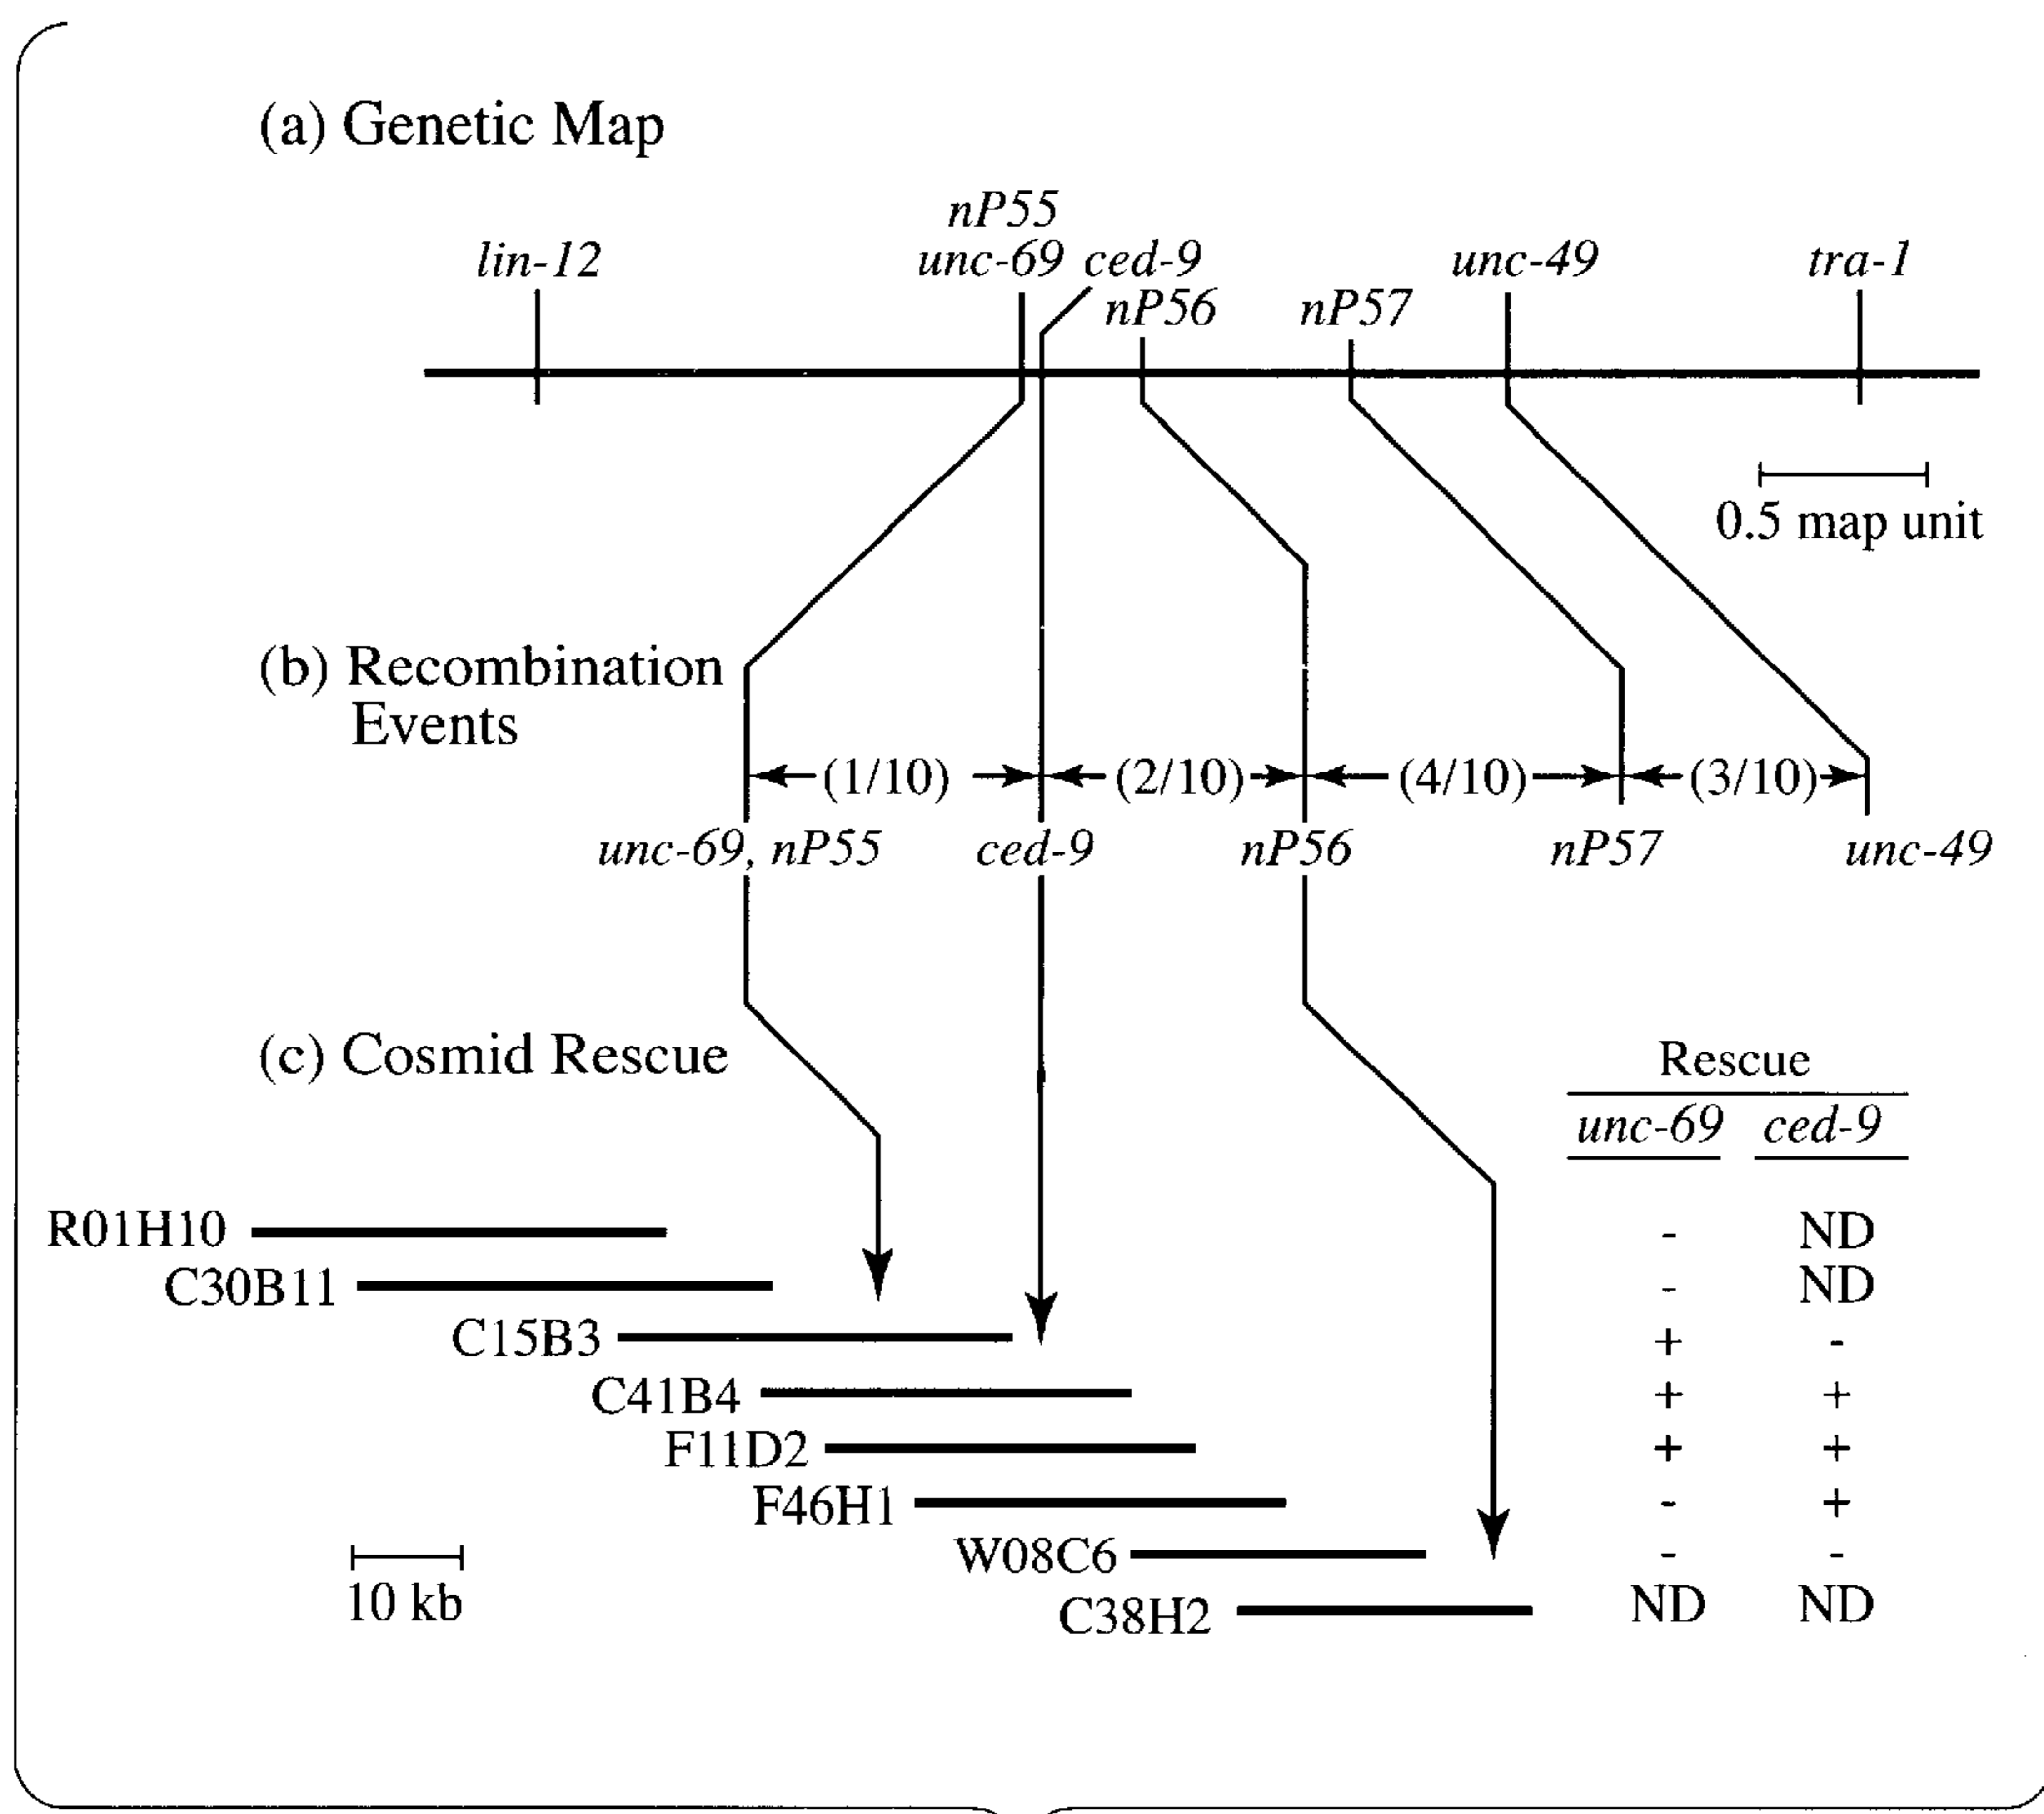 (a) Genetic Map
nP55
lin-12 unc-69 ced-9 unc-49 tra-1
nP56 nP57
0.5 map unit
(b) Recombination
Events
(1/10) (2/10) (4/10) (3/10)
unc-69, nP55 ced-9 nP56 nP57 unc-49
(c) Cosmid Rescue
Rescue
unc-69 ced-9
R01H10 - ND
C30B11 - ND
C15B3 + -
C41B4 + +
F11D2 + +
F46H1 - +
W08C6 - -
C38H2 ND ND
10 kb